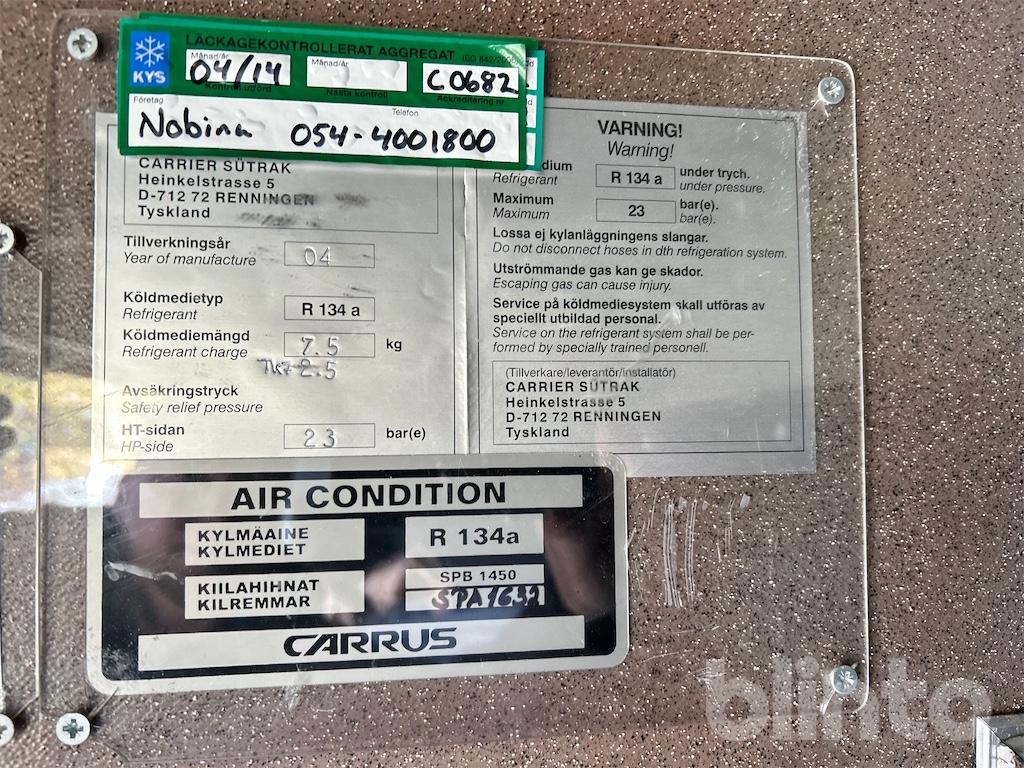 KYS
LÄCKAGEKONTROLLERAT AGGREGAT (EG 842/2006)
Månad/år
04/14
Månad/år
C0682
Kontroll utförd
Nästa kontroll
Ackreditering nr
Företag
Telefon
Nobina 054-4001800
CARRIER SÜTRAK
Heinkelstrasse 5
D-712 72 RENNINGEN
Tyskland
Tillverkningsår
Year of manufacture
04
Köldmedietyp
Refrigerant
R 134 a
Köldmediemängd
Refrigerant charge
7.5
kg
2.5
Avsäkringstryck
Safety relief pressure
HT-sidan
HP-side
23
bar(e)
VARNING!
Warning!
dium
Refrigerant
R 134 a
under trych.
under pressure.
Maximum
Maximum
23
bar(e).
bar(e).
Lossa ej kylanläggningens slangar.
Do not disconnect hoses in dth refrigeration system.
Utströmmande gas kan ge skador.
Escaping gas can cause injury.
Service på köldmediesystem skall utföras av
speciellt utbildad personal.
Service on the refrigerant system shall be per-
formed by specially trained personell.
(Tillverkare/leverantör/installatör)
CARRIER SÜTRAK
Heinkelstrasse 5
D-712 72 RENNINGEN
Tyskland
AIR CONDITION
KYLMÄAINE
KYLMEDIET
R 134a
KIILAHIHNAT
KILREMMAR
SPB 1450
SPA1632
CARRUS
blinto